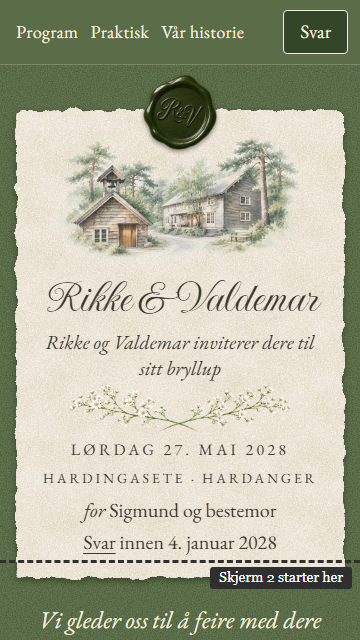 Program Praktisk Vår historie Svar
R&V
Rikke & Valdemar
Rikke og Valdemar inviterer dere til
sitt bryllup
LØRDAG 27. MAI 2028
HARDINGASETE · HARDANGER
for Sigmund og bestemor
Svar innen 4. januar 2028
Skjerm 2 starter her
Vi gleder oss til å feire med dere